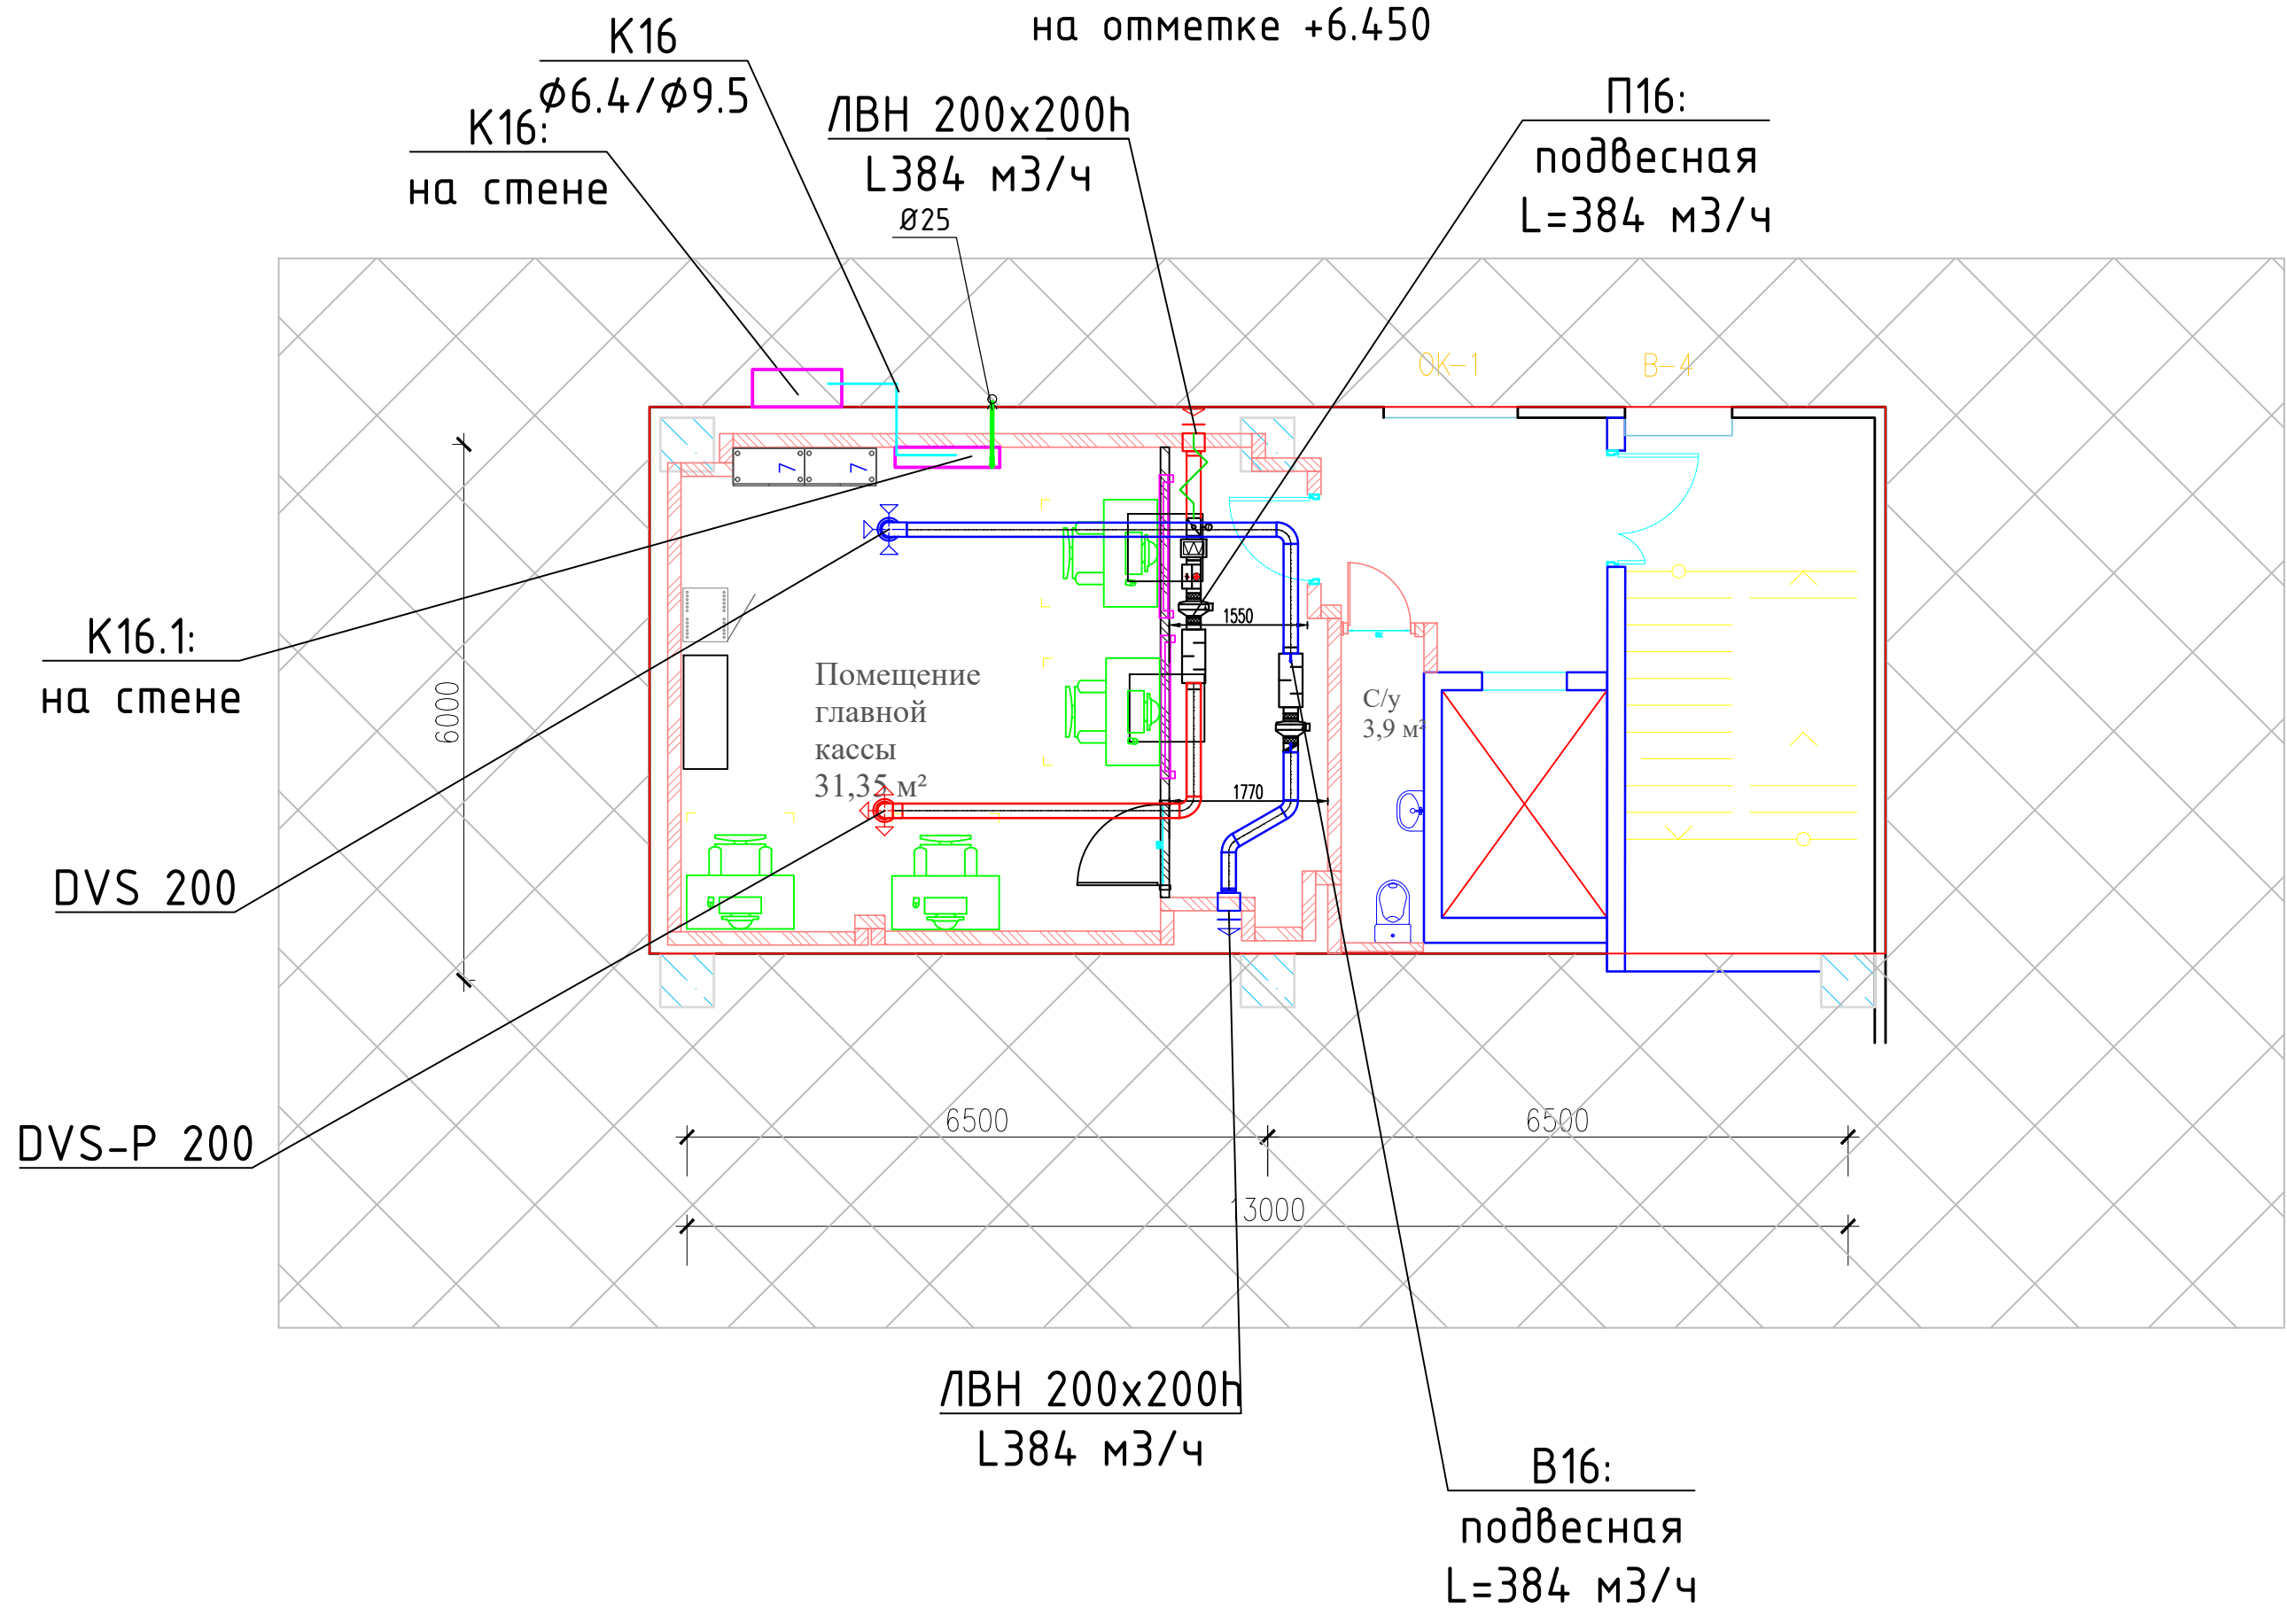 на отметке +6.450
К16
Ø6.4/Ø9.5
К16:
на стене
ЛВН 200х200h
L384 м3/ч
Ø25
П16:
подвесная
L=384 м3/ч
ОК-1
В-4
7
7
1550
К16.1:
на стене
6000
Помещение
главной
кассы
31,35 м²
С/у
3,9 м²
1770
DVS 200
DVS-P 200
6500
6500
13000
ЛВН 200х200h
L384 м3/ч
В16:
подвесная
L=384 м3/ч